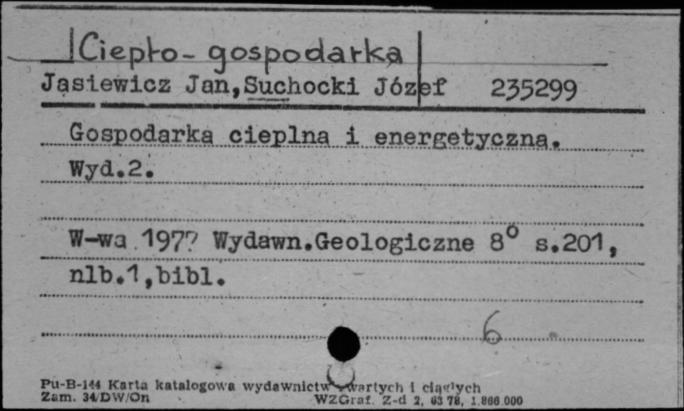 Ciepło-gospodarka
Jasiewicz Jan,Suchocki Józef 235299
Gospodarka cieplna i energetyczna.
Wyd.2.
W-wa 1977 Wydawn.Geologiczne 8° s.201,
nlb.1,bibl.
6
Pu-B-144 Karta katalogowa wydawnictw zwartych i ciągłych
Zam. 34/DW/On WZGraf. Z-d 2, 63 78, 1.866.000